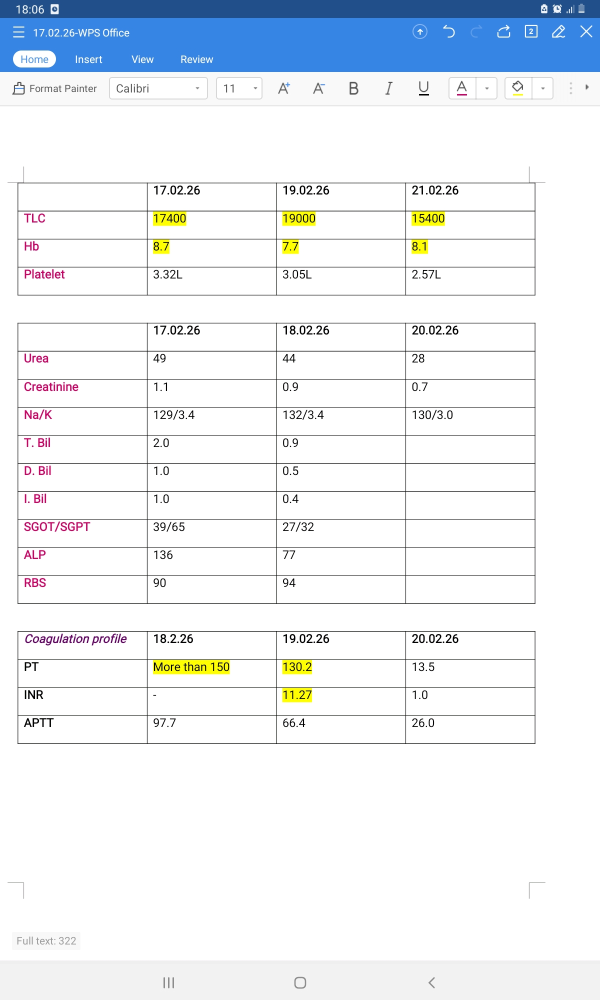 18:06
17.02.26-WPS Office
2
Home Insert View Review
Format Painter Calibri 11 A+ A- B I U A
17.02.26 19.02.26 21.02.26
TLC 17400 19000 15400
Hb 8.7 7.7 8.1
Platelet 3.32L 3.05L 2.57L
17.02.26 18.02.26 20.02.26
Urea 49 44 28
Creatinine 1.1 0.9 0.7
Na/K 129/3.4 132/3.4 130/3.0
T. Bil 2.0 0.9
D. Bil 1.0 0.5
I. Bil 1.0 0.4
SGOT/SGPT 39/65 27/32
ALP 136 77
RBS 90 94
Coagulation profile 18.2.26 19.02.26 20.02.26
PT More than 150 130.2 13.5
INR - 11.27 1.0
APTT 97.7 66.4 26.0
Full text: 322